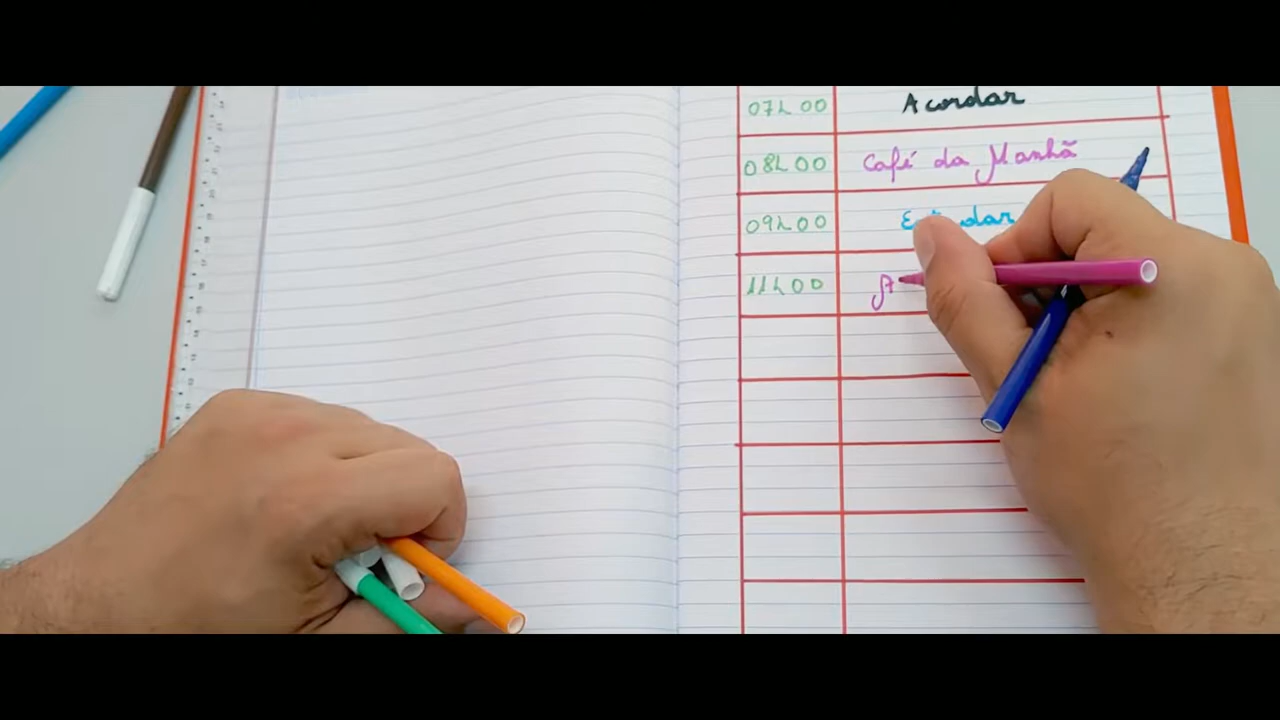 07h00 Acordar
08h00 Café da Manhã
09h00
11h00 A